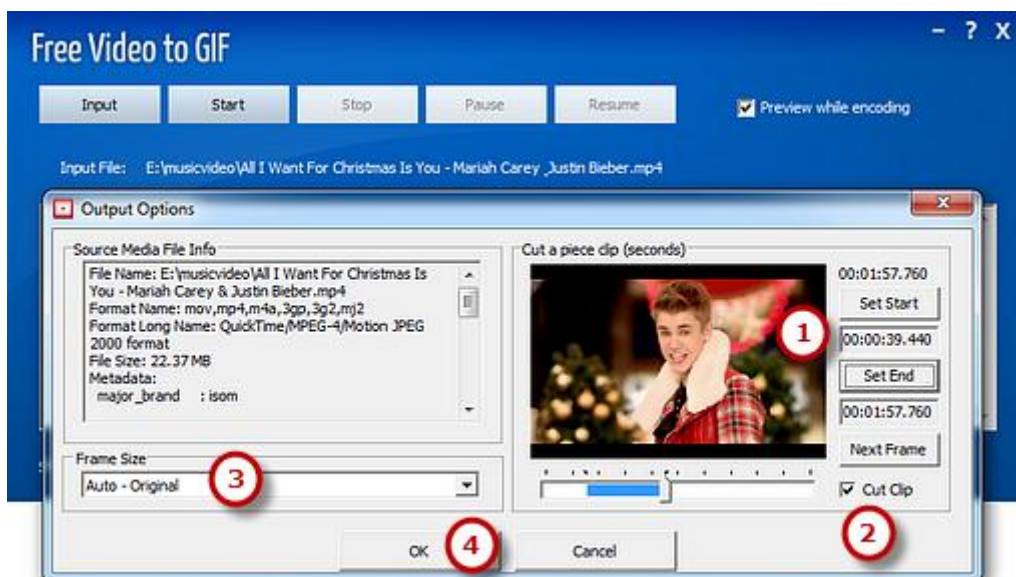 Free Video to GIF
- ? X
Input Start Stop Pause Resume
Preview while encoding
Input File: E:\musicvideo\All I Want For Christmas Is You - Mariah Carey ,Justin Bieber.mp4
Output Options
Source Media File Info
File Name: E:\musicvideo\All I Want For Christmas Is
You - Mariah Carey & Justin Bieber.mp4
Format Name: mov,mp4,m4a,3gp,3g2,mj2
Format Long Name: QuickTime/MPEG-4/Motion JPEG
2000 format
File Size: 22.37 MB
Metadata:
major_brand : isom
Frame Size
Auto - Original
3
Cut a piece clip (seconds)
00:01:57.760
Set Start
1
00:00:39.440
Set End
00:01:57.760
Next Frame
Cut Clip
2
OK
4
Cancel